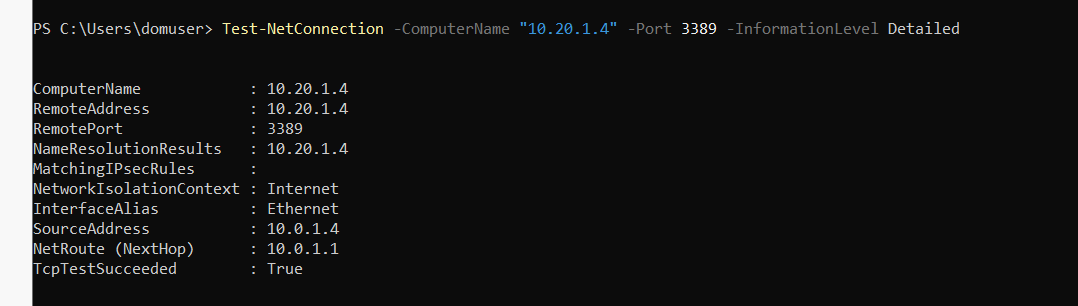 PS C:\Users\domuser> Test-NetConnection -ComputerName "10.20.1.4" -Port 3389 -InformationLevel Detailed
ComputerName : 10.20.1.4
RemoteAddress : 10.20.1.4
RemotePort : 3389
NameResolutionResults : 10.20.1.4
MatchingIPsecRules :
NetworkIsolationContext : Internet
InterfaceAlias : Ethernet
SourceAddress : 10.0.1.4
NetRoute (NextHop) : 10.0.1.1
TcpTestSucceeded : True